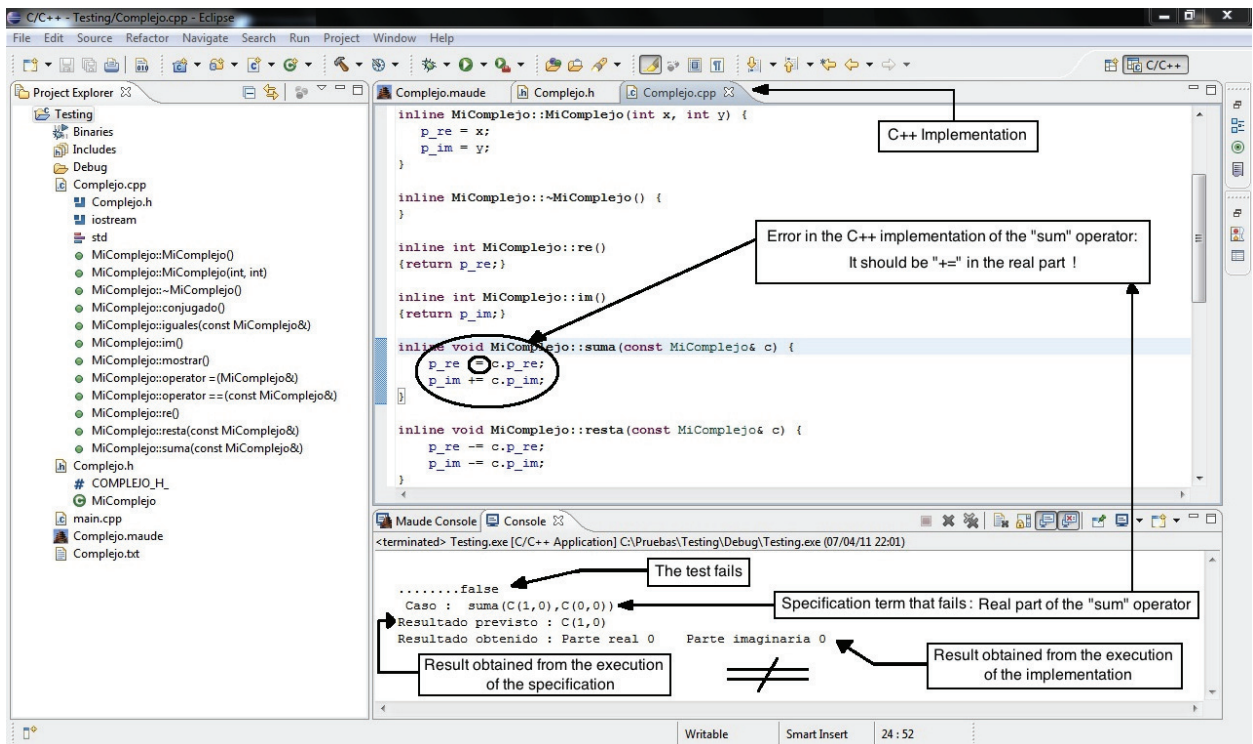 C/C++ - Testing/Complejo.cpp - Eclipse
File Edit Source Refactor Navigate Search Run Project Window Help
C/C++
Project Explorer
Testing
Binaries
Includes
Debug
Complejo.cpp
Complejo.h
iostream
std
MiComplejo::MiComplejo()
MiComplejo::MiComplejo(int, int)
MiComplejo::~MiComplejo()
MiComplejo::conjugado()
MiComplejo::iguales(const MiComplejo&)
MiComplejo::im()
MiComplejo::mostrar()
MiComplejo::operator =(MiComplejo&)
MiComplejo::operator ==(const MiComplejo&)
MiComplejo::re()
MiComplejo::resta(const MiComplejo&)
MiComplejo::suma(const MiComplejo&)
Complejo.h
# COMPLEJO_H_
MiComplejo
main.cpp
Complejo.maude
Complejo.txt
Complejo.maude Complejo.h Complejo.cpp
inline MiComplejo::MiComplejo(int x, int y) {
p_re = x;
p_im = y;
}
inline MiComplejo::~MiComplejo() {
}
inline int MiComplejo::re()
{return p_re;}
inline int MiComplejo::im()
{return p_im;}
inline void MiComplejo::suma(const MiComplejo& c) {
p_re = c.p_re;
p_im += c.p_im;
}
inline void MiComplejo::resta(const MiComplejo& c) {
p_re -= c.p_re;
p_im -= c.p_im;
}
C++ Implementation
Error in the C++ implementation of the "sum" operator:
It should be "+=" in the real part !
Maude Console Console
<terminated> Testing.exe [C/C++ Application] C:\Pruebas\Testing\Debug\Testing.exe (07/04/11 22:01)
........false
Caso : suma(C(1,0),C(0,0))
Resultado previsto : C(1,0)
Resultado obtenido : Parte real 0 Parte imaginaria 0
The test fails
Specification term that fails: Real part of the "sum" operator
Result obtained from the execution
of the specification
Result obtained from the execution
of the implementation
Writable Smart Insert 24 : 52